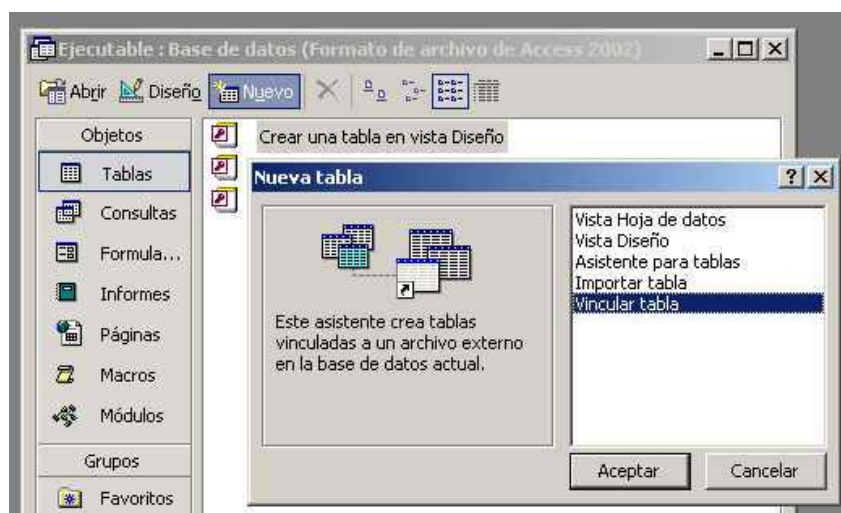 Ejecutable : Base de datos (Formato de archivo de Access 2002)
Abrir Diseño Nuevo
Objetos
Tablas
Consultas
Formula...
Informes
Páginas
Macros
Módulos
Grupos
Favoritos
Crear una tabla en vista Diseño
Nueva tabla
Este asistente crea tablas
vinculadas a un archivo externo
en la base de datos actual.
Vista Hoja de datos
Vista Diseño
Asistente para tablas
Importar tabla
Vincular tabla
Aceptar Cancelar